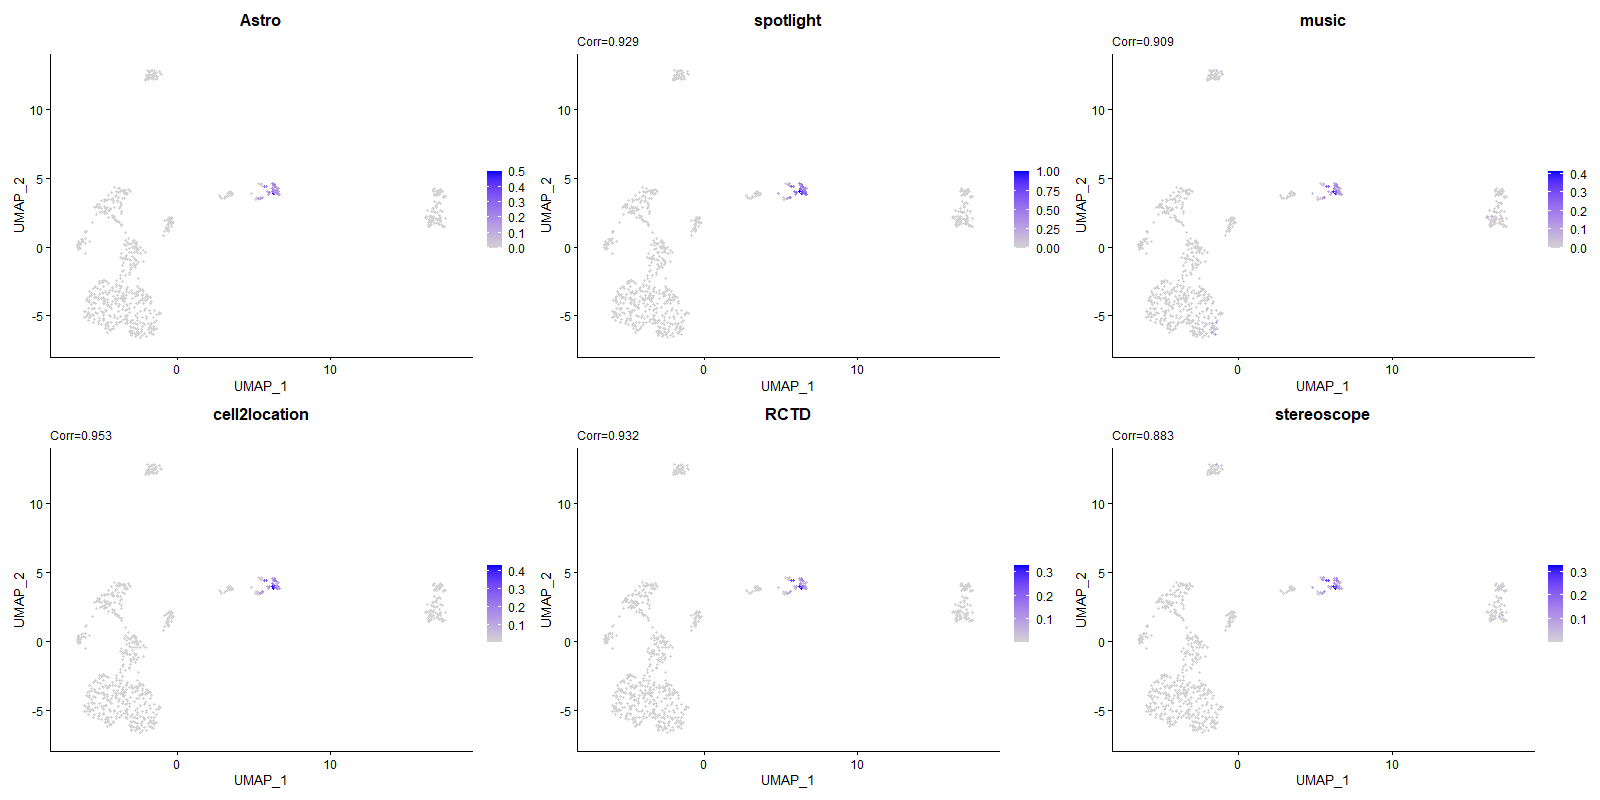 Astro
10
5
0
-5
UMAP_2
0
10
UMAP_1
0.5
0.4
0.3
0.2
0.1
0.0
spotlight
Corr=0.929
10
5
0
-5
UMAP_2
0
10
UMAP_1
1.00
0.75
0.50
0.25
0.00
music
Corr=0.909
10
5
0
-5
UMAP_2
0
10
UMAP_1
0.4
0.3
0.2
0.1
0.0
cell2location
Corr=0.953
10
5
0
-5
UMAP_2
0
10
UMAP_1
0.4
0.3
0.2
0.1
RCTD
Corr=0.932
10
5
0
-5
UMAP_2
0
10
UMAP_1
0.3
0.2
0.1
stereoscope
Corr=0.883
10
5
0
-5
UMAP_2
0
10
UMAP_1
0.3
0.2
0.1